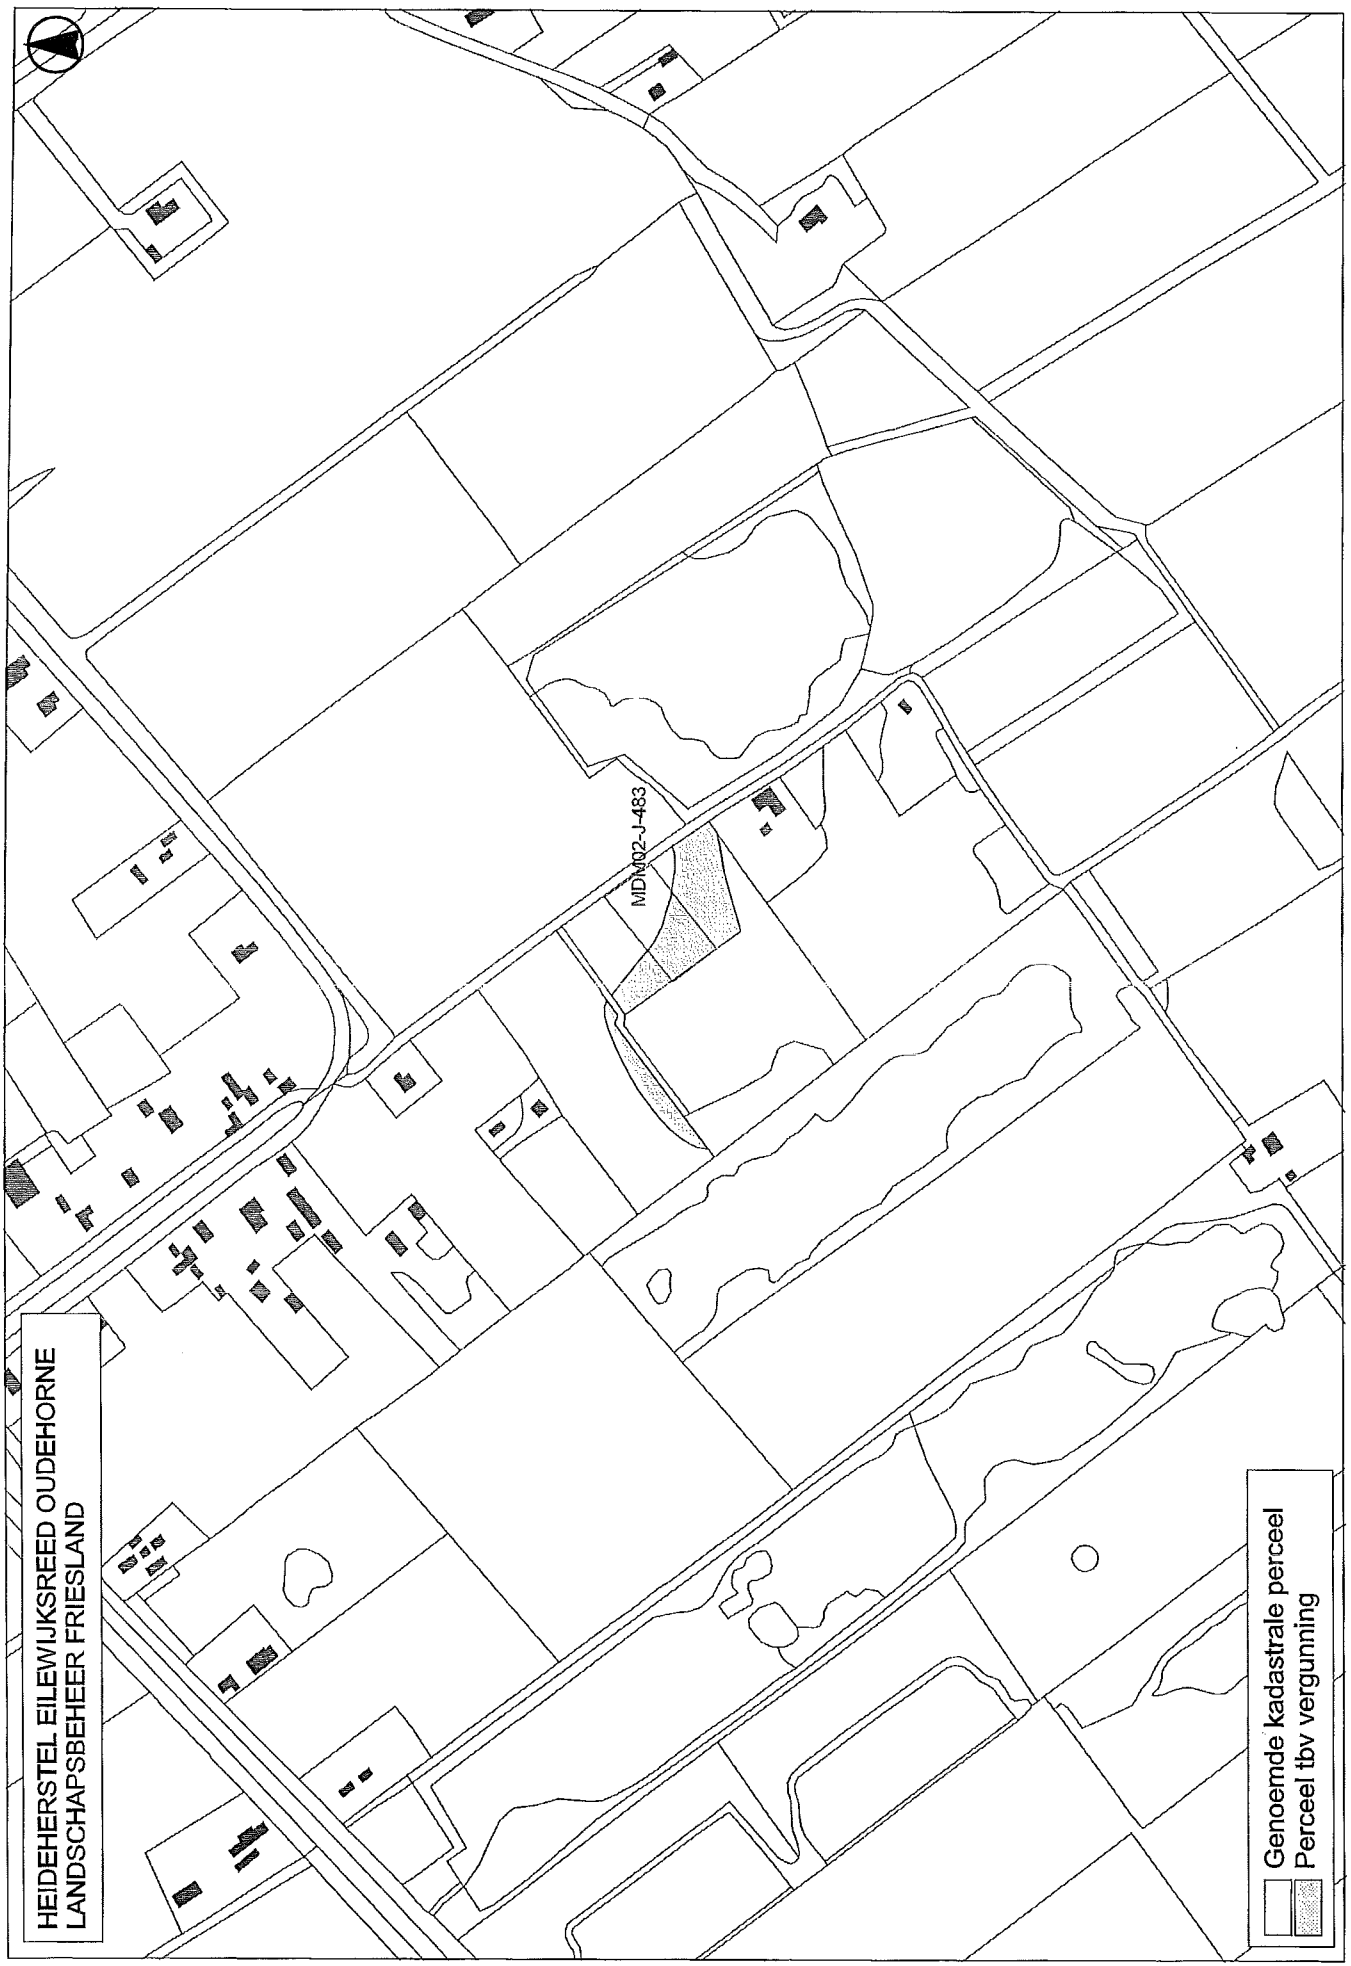 HEIDEHERSTEL EILEWIJKSREED OUDEHORNE
LANDSCHAPSBEHEER FRIESLAND
MDM02-J-483
Genoemde kadastrale perceel
Perceel tbv vergunning